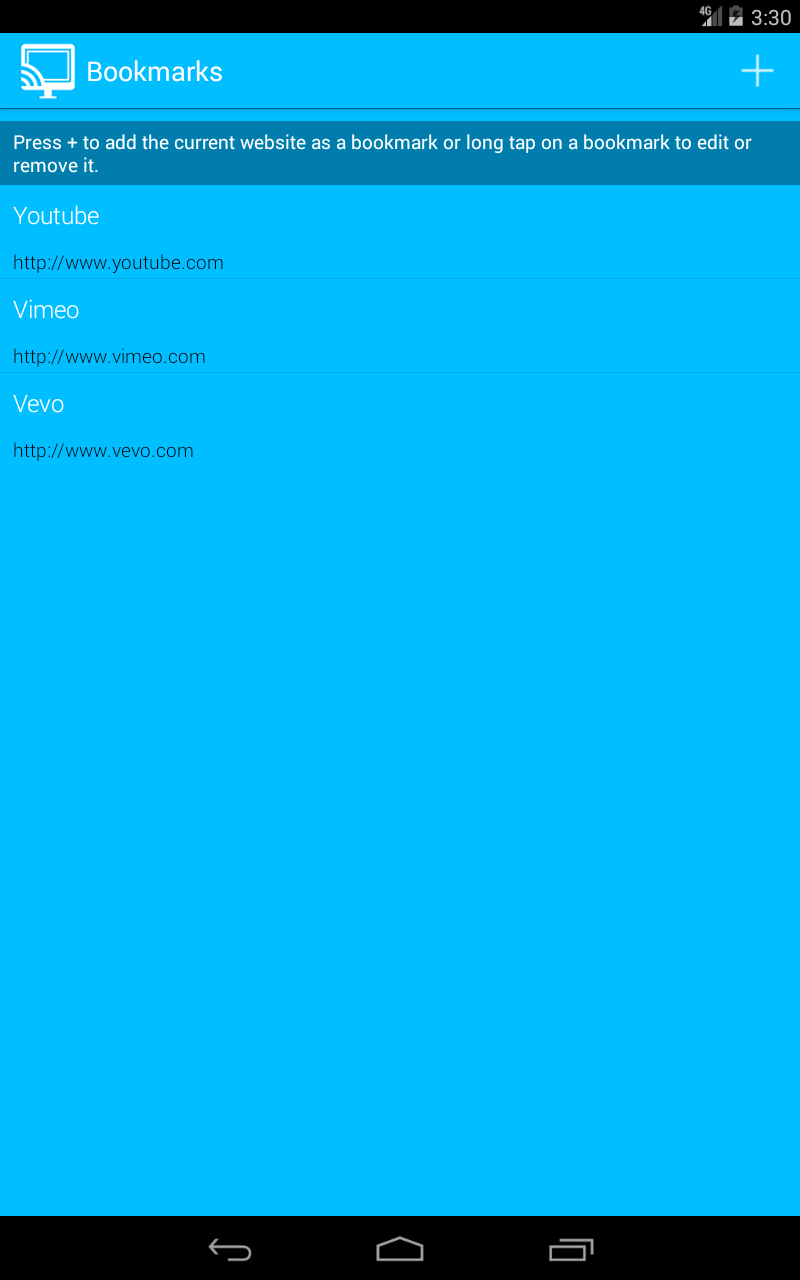 4G 3:30
Bookmarks
Press + to add the current website as a bookmark or long tap on a bookmark to edit or
remove it.
Youtube
http://www.youtube.com
Vimeo
http://www.vimeo.com
Vevo
http://www.vevo.com